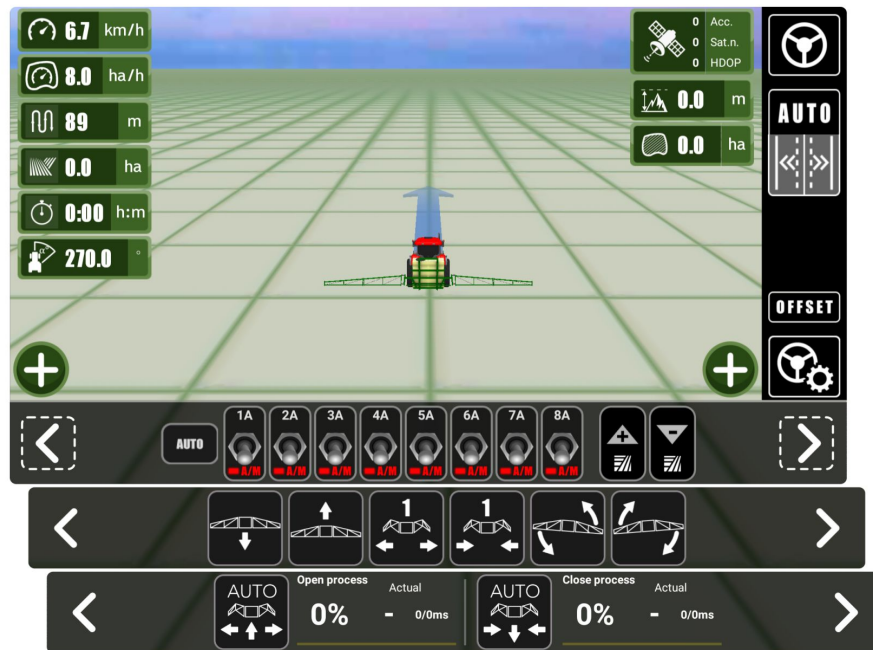 6.7 km/h
8.0 ha/h
89 m
0.0 ha
0:00 h:m
α° 270.0 °
0 Acc.
0 Sat.n.
0 HDOP
0.0 m
0.0 ha
AUTO
OFFSET
AUTO
1A 2A 3A 4A 5A 6A 7A 8A
A/M A/M A/M A/M A/M A/M A/M A/M
1 1
AUTO
Open process
Actual
0% - 0/0ms
AUTO
Close process
Actual
0% - 0/0ms